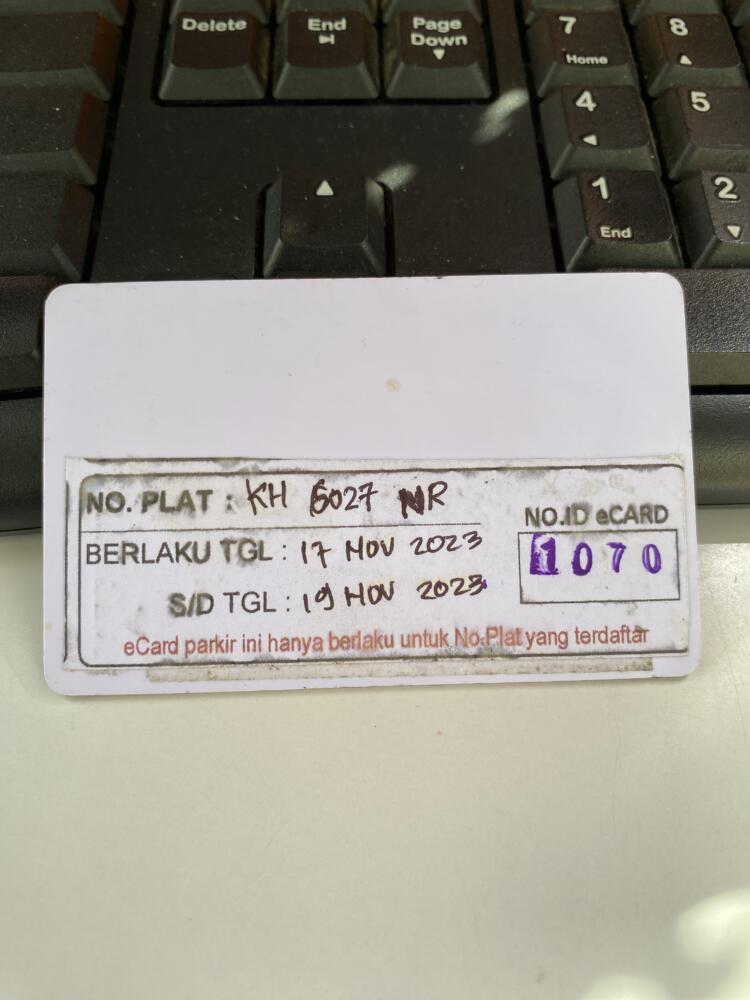 Delete
End
Page
Down
7
Home
8
4
5
1
End
2
NO. PLAT : KH 6027 NR
BERLAKU TGL : 17 NOV 2023
S/D TGL : 19 NOV 2023
NO.ID eCARD
1070
eCard parkir ini hanya berlaku untuk No.Plat yang terdaftar